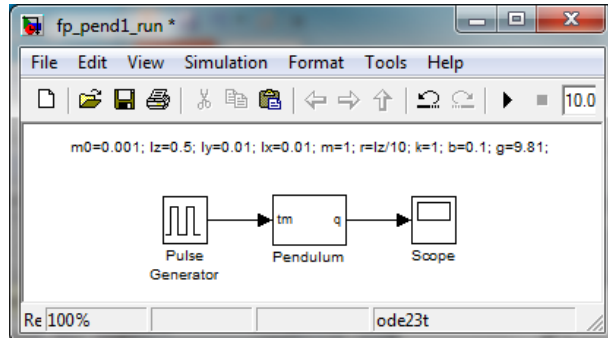 fp_pend1_run *
File Edit View Simulation Format Tools Help
10.0
m0=0.001; lz=0.5; ly=0.01; lx=0.01; m=1; r=lz/10; k=1; b=0.1; g=9.81;
tm q
Pulse
Generator
Pendulum
Scope
Re 100% ode23t